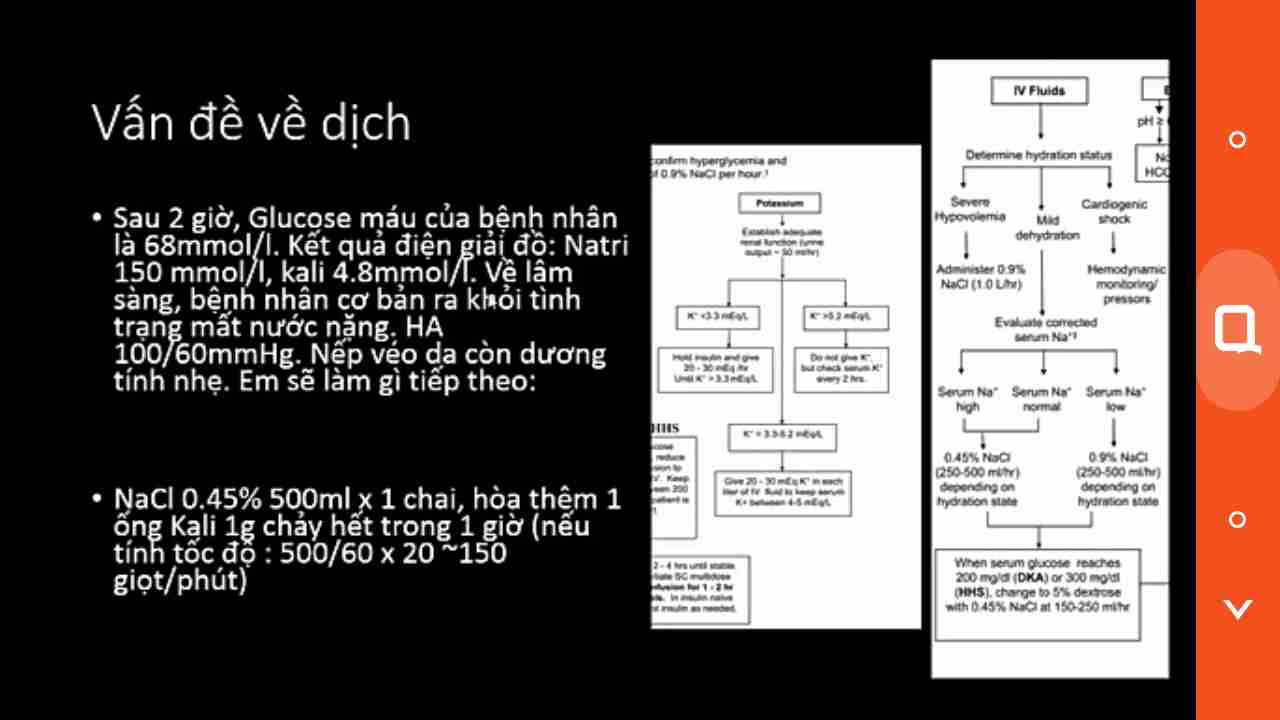 Vấn đề về dịch
• Sau 2 giờ, Glucose máu của bệnh nhân
là 68mmol/l. Kết quả điện giải đồ: Natri
150 mmol/l, kali 4.8mmol/l. Về lâm
sàng, bệnh nhân cơ bản ra khỏi tình
trạng mất nước nặng. HA
100/60mmHg. Nếp véo da còn dương
tính nhẹ. Em sẽ làm gì tiếp theo:
• NaCl 0.45% 500ml x 1 chai, hòa thêm 1
ống Kali 1g chảy hết trong 1 giờ (nếu
tính tốc độ : 500/60 x 20 ~150
giọt/phút)
confirm hyperglycemia and
of 0.9% NaCl per hour.¹
Potassium
Establish adequate
renal function (urine
output ~ 50 ml/hr)
K⁺ <3.3 mEq/L
K⁺ >5.2 mEq/L
Hold insulin and give
20 - 30 mEq /hr
Until K⁺ > 3.3 mEq/L
Do not give K⁺,
but check serum K⁺
every 2 hrs.
K⁺ = 3.3-5.2 mEq/L
Give 20 - 30 mEq K⁺ in each
liter of IV fluid to keep serum
K+ between 4-5 mEq/L
HHS
reduce
Keep
200
2 - 4 hrs until stable.
SC multidose
for 1 - 2 hr
In insulin naive
insulin as needed.
IV Fluids
Determine hydration status
Severe
Hypovolemia
Mild
dehydration
Cardiogenic
shock
Administer 0.9%
NaCl (1.0 L/hr)
Hemodynamic
monitoring/
pressors
Evaluate corrected
serum Na⁺‡
Serum Na⁺
high
Serum Na⁺
normal
Serum Na⁺
low
0.45% NaCl
(250-500 ml/hr)
depending on
hydration state
0.9% NaCl
(250-500 ml/hr)
depending on
hydration state
When serum glucose reaches
200 mg/dl (DKA) or 300 mg/dl
(HHS), change to 5% dextrose
with 0.45% NaCl at 150-250 ml/hr
pH ≥